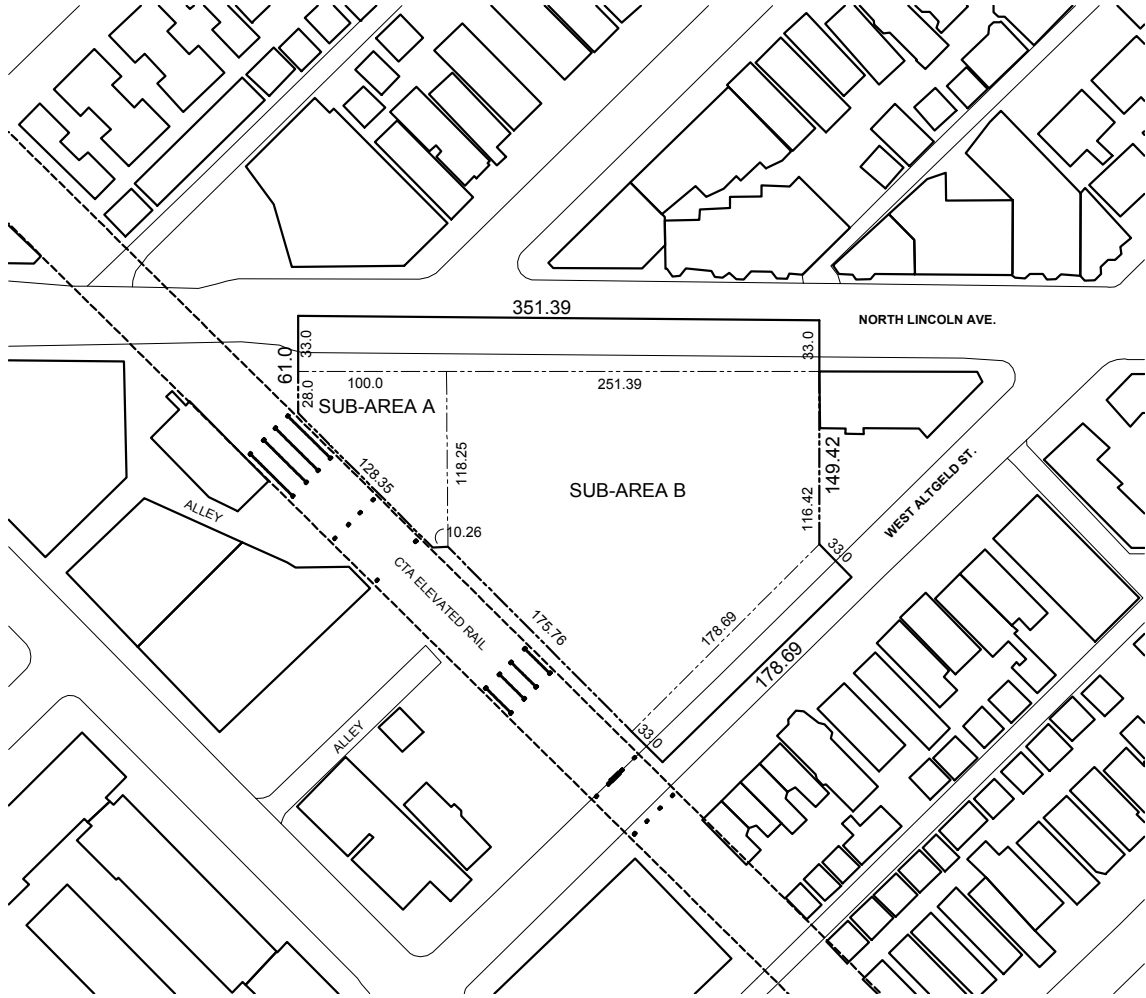 351.39
NORTH LINCOLN AVE.
33.0
33.0
61.0
28.0
100.0
251.39
SUB-AREA A
118.25
128.35
SUB-AREA B
149.42
116.42
WEST ALTGELD ST.
ALLEY
10.26
33.0
CTA ELEVATED RAIL
175.76
178.69
178.69
ALLEY
33.0